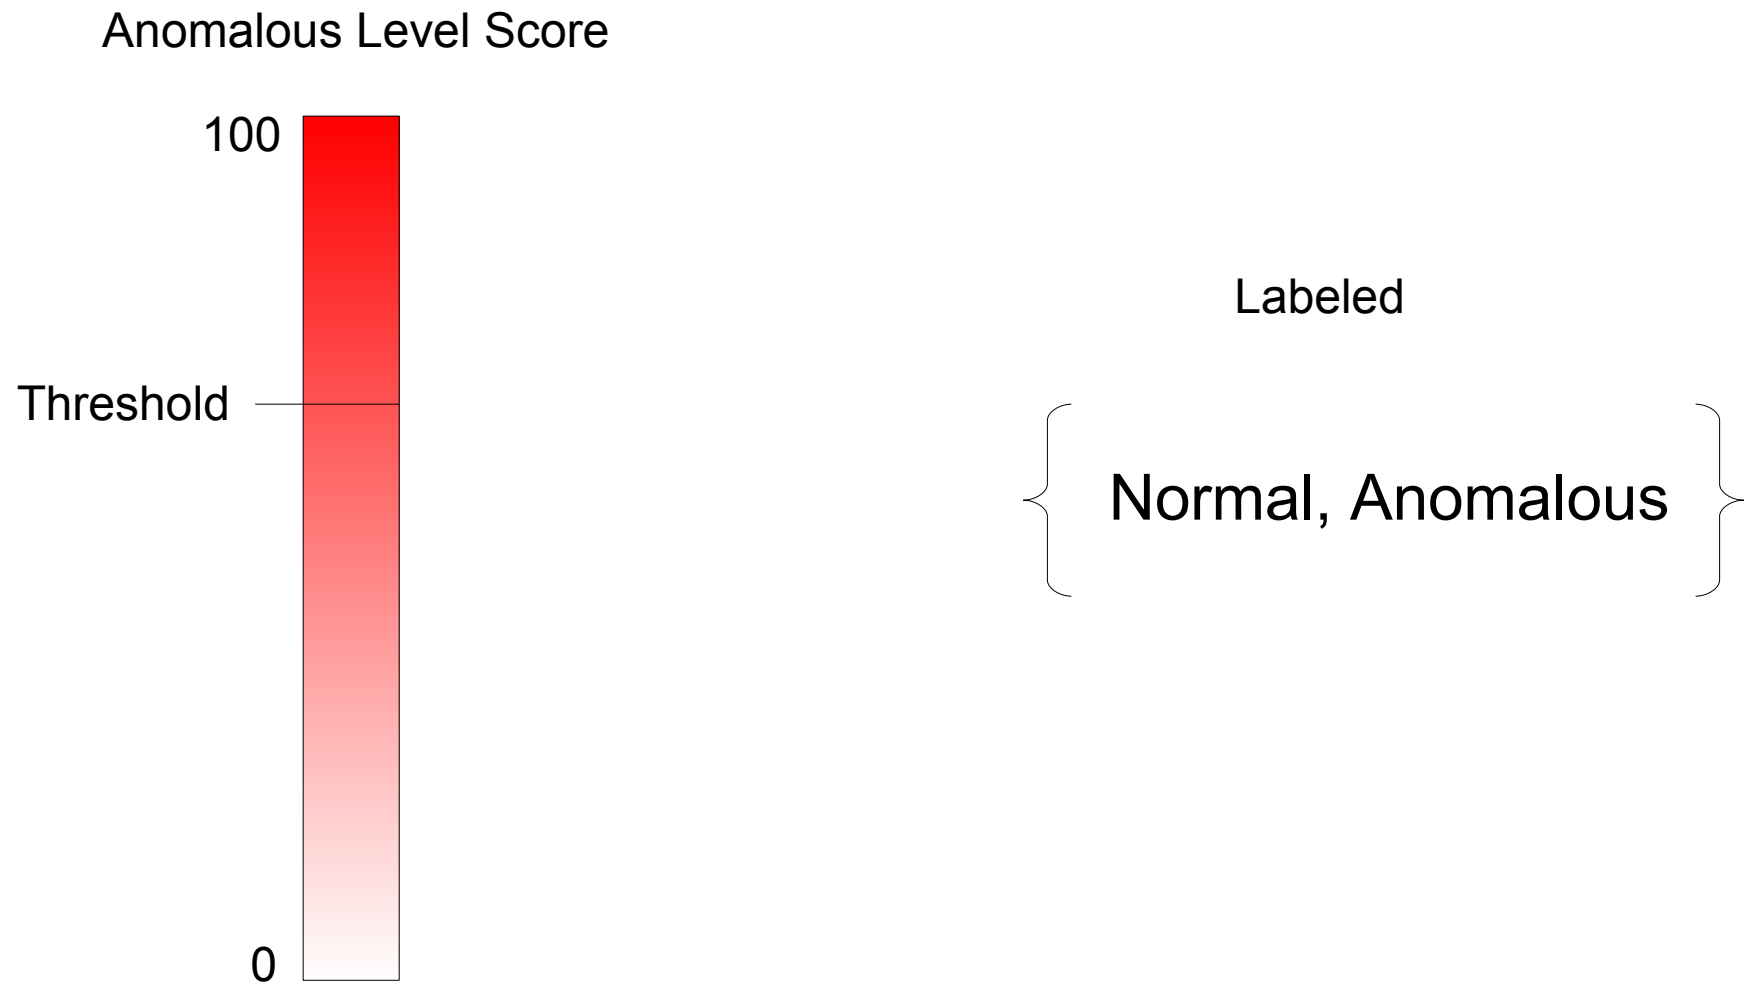 Anomalous Level Score
100
Labeled
Threshold
Normal, Anomalous
0